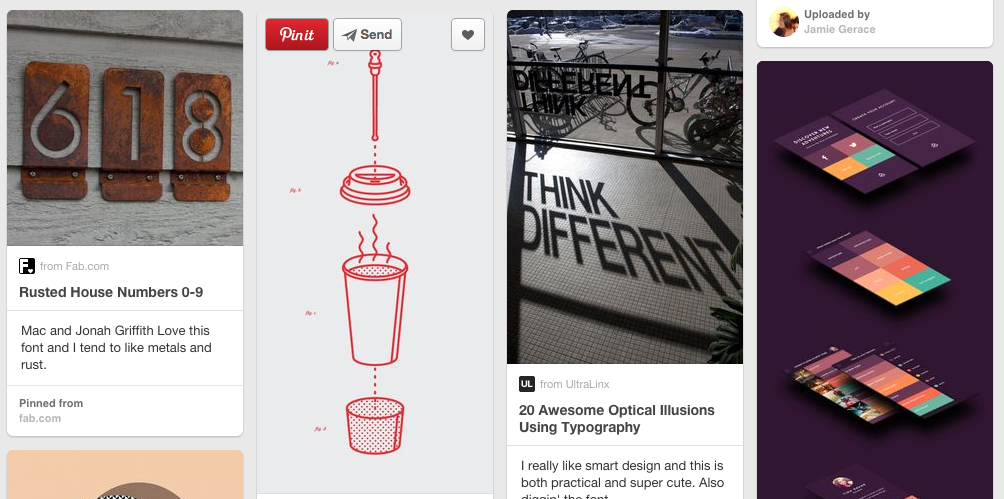 618
from Fab.com
Rusted House Numbers 0-9
Mac and Jonah Griffith Love this
font and I tend to like metals and
rust.
Pinned from
fab.com
Pin it
Send
DIFFERENT
THINK
THINK
DIFFERENT
UL
from UltraLinx
20 Awesome Optical Illusions
Using Typography
I really like smart design and this is
both practical and super cute. Also
diggin' the font
Uploaded by
Jamie Gerace
DISCOVER NEW
ADVENTURES
CREATE YOUR ACCOUNT